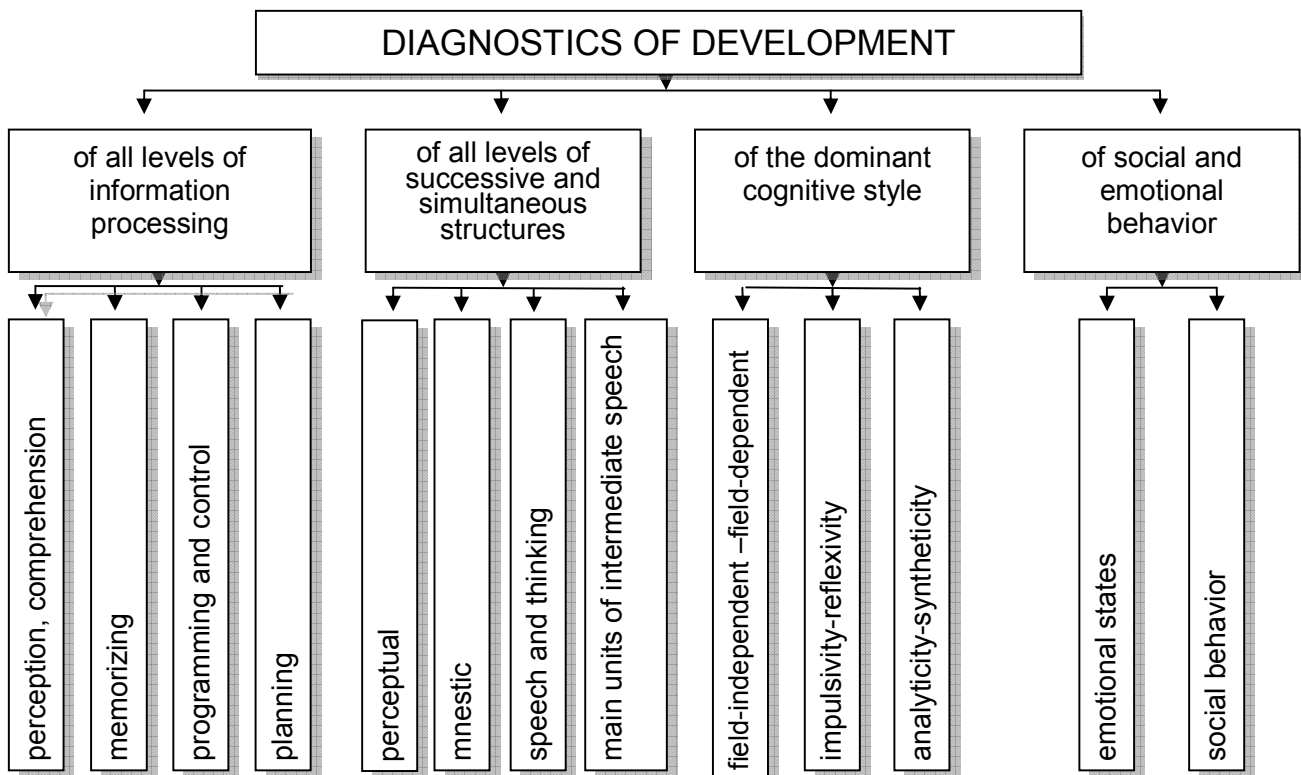 DIAGNOSTICS OF DEVELOPMENT
of all levels of
information
processing
of all levels of
successive and
simultaneous
structures
of the dominant
cognitive style
of social and
emotional
behavior
perception, comprehension
memorizing
programming and control
planning
perceptual
mnestic
speech and thinking
main units of intermediate speech
field-independent –field-dependent
impulsivity-reflexivity
analyticity-syntheticity
emotional states
social behavior